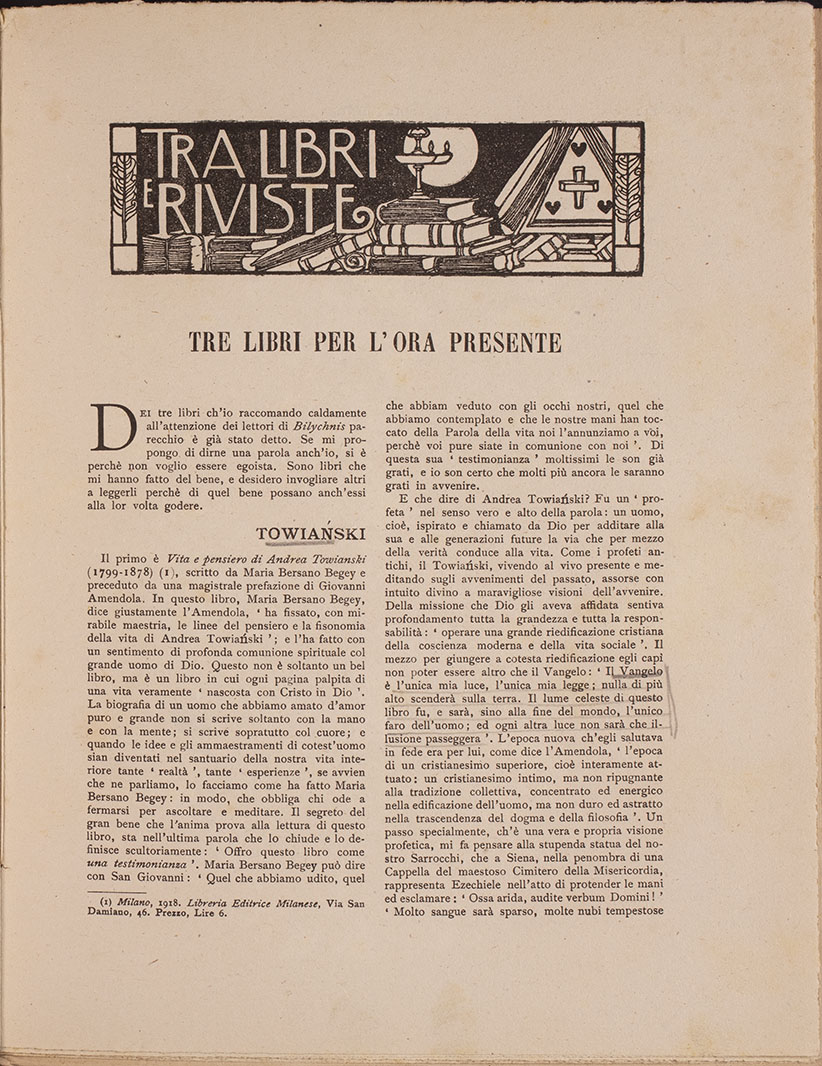 TRA LIBRI
E RIVISTE
TRE LIBRI PER L'ORA PRESENTE
DEI tre libri ch'io raccomando caldamente
all'attenzione dei lettori di Bilychnis pa-
recchio è già stato detto. Se mi pro-
pongo di dirne una parola anch'io, si è
perchè non voglio essere egoista. Sono libri che
mi hanno fatto del bene, e desidero invogliare altri
a leggerli perchè di quel bene possano anch'essi
alla lor volta godere.
TOWIAŃSKI
Il primo è Vita e pensiero di Andrea Towianski
(1799-1878) (1), scritto da Maria Bersano Begey e
preceduto da una magistrale prefazione di Giovanni
Amendola. In questo libro, Maria Bersano Begey,
dice giustamente l'Amendola, ‘ ha fissato, con mi-
rabile maestria, le linee del pensiero e la fisonomia
della vita di Andrea Towiański ’; e l'ha fatto con
un sentimento di profonda comunione spirituale col
grande uomo di Dio. Questo non è soltanto un bel
libro, ma è un libro in cui ogni pagina palpita di
una vita veramente ‘ nascosta con Cristo in Dio ’.
La biografia di un uomo che abbiamo amato d'amor
puro e grande non si scrive soltanto con la mano
e con la mente; si scrive sopratutto col cuore; e
quando le idee e gli ammaestramenti di cotest'uomo
sian diventati nel santuario della nostra vita inte-
riore tante ‘ realtà ’, tante ‘ esperienze ’, se avvien
che ne parliamo, lo facciamo come ha fatto Maria
Bersano Begey: in modo, che obbliga chi ode a
fermarsi per ascoltare e meditare. Il segreto del
gran bene che l'anima prova alla lettura di questo
libro, sta nell'ultima parola che lo chiude e lo de-
finisce scultoriamente: ‘ Offro questo libro come
una testimonianza ’. Maria Bersano Begey può dire
con San Giovanni: ‘ Quel che abbiamo udito, quel
(1) Milano, 1918. Libreria Editrice Milanese, Via San
Damiano, 46. Prezzo, Lire 6.
che abbiam veduto con gli occhi nostri, quel che
abbiamo contemplato e che le nostre mani han toc-
cato della Parola della vita noi l'annunziamo a voi,
perchè voi pure siate in comunione con noi ’. Di
questa sua ‘ testimonianza ’ moltissimi le son già
grati, e io son certo che molti più ancora le saranno
grati in avvenire.
E che dire di Andrea Towiański? Fu un ‘ pro-
feta ’ nel senso vero e alto della parola: un uomo,
cioè, ispirato e chiamato da Dio per additare alla
sua e alle generazioni future la via che per mezzo
della verità conduce alla vita. Come i profeti an-
tichi, il Towiański, vivendo al vivo presente e me-
ditando sugli avvenimenti del passato, assorse con
intuito divino a maravigliose visioni dell'avvenire.
Della missione che Dio gli aveva affidata sentiva
profondamento tutta la grandezza e tutta la respon-
sabilità: ‘ operare una grande riedificazione cristiana
della coscienza moderna e della vita sociale ’. Il
mezzo per giungere a cotesta riedificazione egli capì
non poter essere altro che il Vangelo: ‘ Il Vangelo
è l'unica mia luce, l'unica mia legge; nulla di più
alto scenderà sulla terra. Il lume celeste di questo
libro fu, e sarà, sino alla fine del mondo, l'unico
faro dell'uomo; ed ogni altra luce non sarà che il-
lusione passeggera ’. L'epoca nuova ch'egli salutava
in fede era per lui, come dice l'Amendola, ‘ l'epoca
di un cristianesimo superiore, cioè interamente at-
tuato: un cristianesimo intimo, ma non ripugnante
alla tradizione collettiva, concentrato ed energico
nella edificazione dell'uomo, ma non duro ed astratto
nella trascendenza del dogma e della filosofia ’. Un
passo specialmente, ch'è una vera e propria visione
profetica, mi fa pensare alla stupenda statua del no-
stro Sarrocchi, che a Siena, nella penombra di una
Cappella del maestoso Cimitero della Misericordia,
rappresenta Ezechiele nell'atto di protender le mani
ed esclamare: ‘ Ossa arida, audite verbum Domini ! ’
‘ Molto sangue sarà sparso, molte nubi tempestose